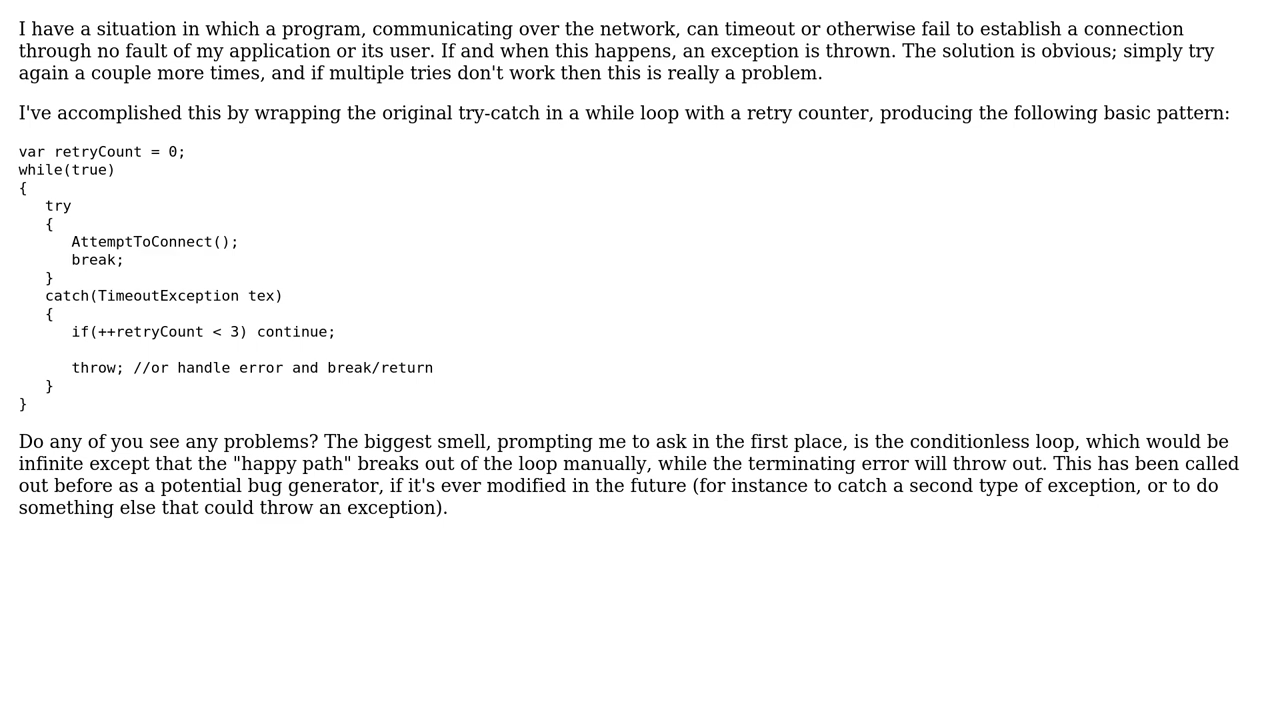 I have a situation in which a program, communicating over the network, can timeout or otherwise fail to establish a connection
through no fault of my application or its user. If and when this happens, an exception is thrown. The solution is obvious; simply try
again a couple more times, and if multiple tries don't work then this is really a problem.
I've accomplished this by wrapping the original try-catch in a while loop with a retry counter, producing the following basic pattern:
var retryCount = 0;
while(true)
{
   try
   {
      AttemptToConnect();
      break;
   }
   catch(TimeoutException tex)
   {
      if(++retryCount < 3) continue;

      throw; //or handle error and break/return
   }
}
Do any of you see any problems? The biggest smell, prompting me to ask in the first place, is the conditionless loop, which would be
infinite except that the "happy path" breaks out of the loop manually, while the terminating error will throw out. This has been called
out before as a potential bug generator, if it's ever modified in the future (for instance to catch a second type of exception, or to do
something else that could throw an exception).